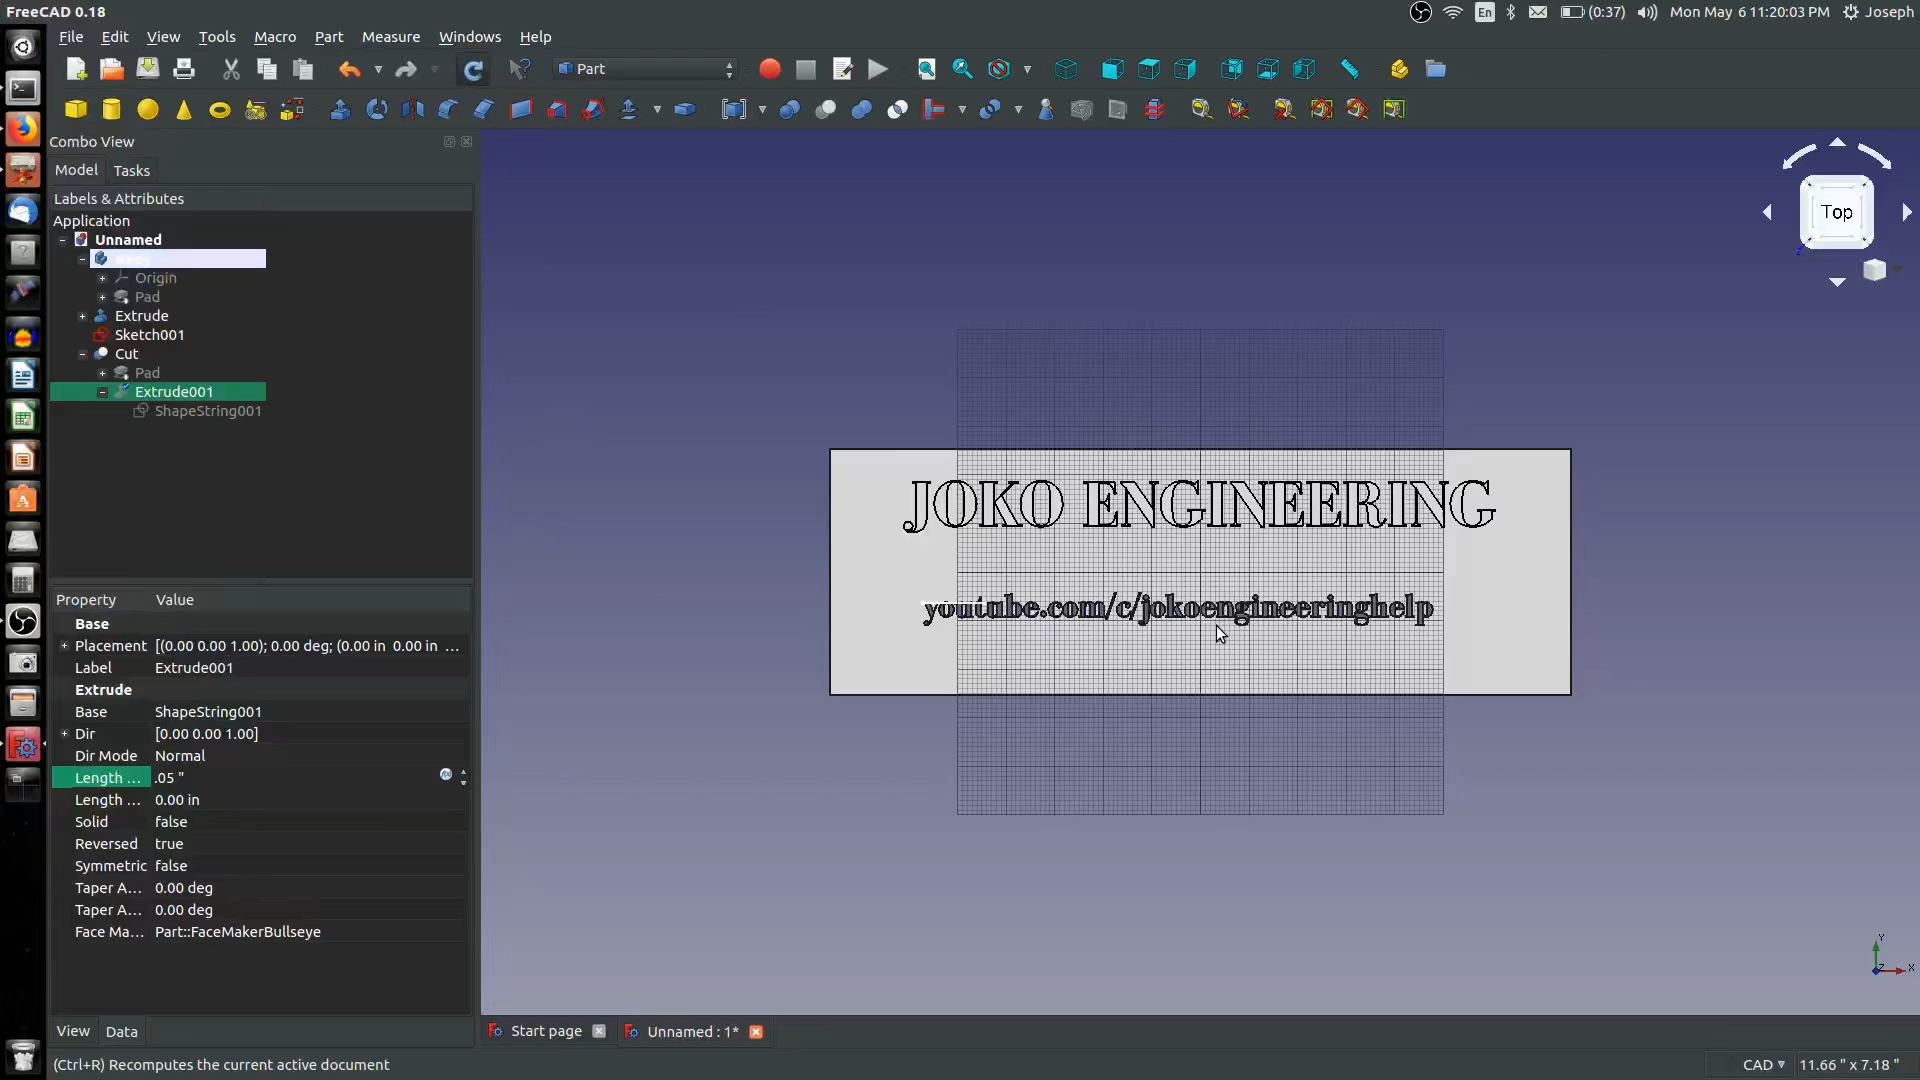 FreeCAD 0.18
En
(0:37)
Mon May 6 11:20:03 PM
Joseph
File Edit View Tools Macro Part Measure Windows Help
Part
Combo View
Model Tasks
Labels & Attributes
Application
Unnamed
Origin
Pad
Extrude
Sketch001
Cut
Pad
Extrude001
ShapeString001
Property Value
Base
Placement [(0.00 0.00 1.00); 0.00 deg; (0.00 in 0.00 in ...
Label Extrude001
Extrude
Base ShapeString001
Dir [0.00 0.00 1.00]
Dir Mode Normal
Length ... .05 "
Length ... 0.00 in
Solid false
Reversed true
Symmetric false
Taper A... 0.00 deg
Taper A... 0.00 deg
Face Ma... Part::FaceMakerBullseye
View Data
Top
JOKO ENGINEERING
youtube.com/c/jokoengineeringhelp
Y
Z
X
Start page
Unnamed : 1*
(Ctrl+R) Recomputes the current active document
CAD
11.66 " x 7.18 "